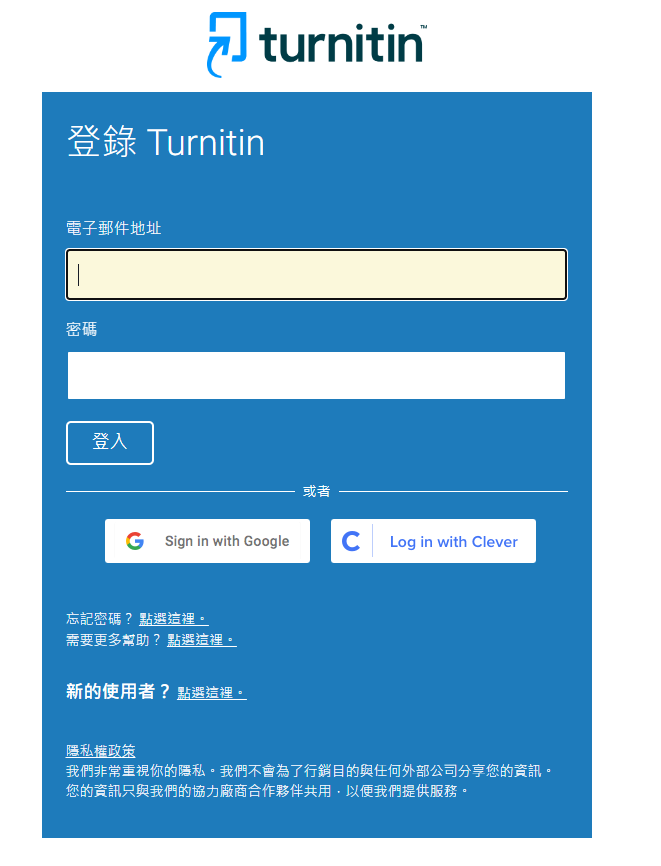 turnitin™
登錄 Turnitin
電子郵件地址
密碼
登入
或者
Sign in with Google
Log in with Clever
忘記密碼？ 點選這裡。
需要更多幫助？ 點選這裡。
新的使用者？ 點選這裡。
隱私權政策
我們非常重視你的隱私。我們不會為了行銷目的與任何外部公司分享您的資訊。
您的資訊只與我們的協力廠商合作夥伴共用，以便我們提供服務。